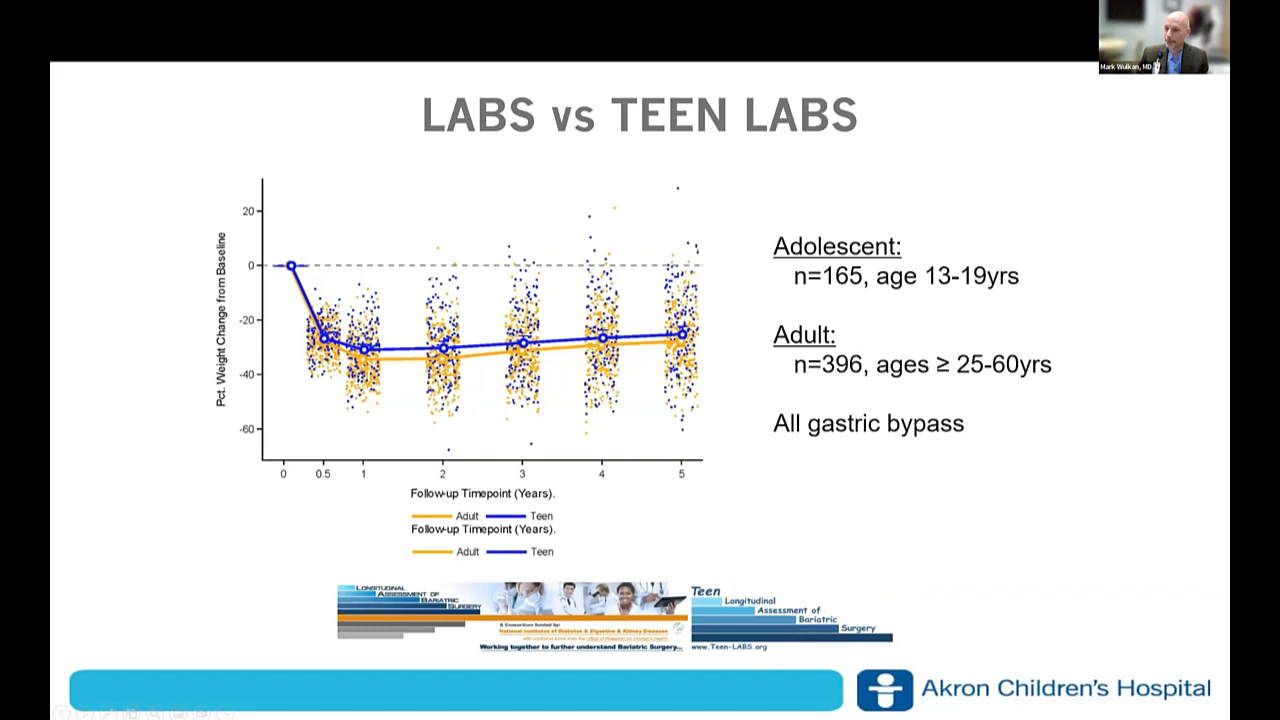 Mark Wulkan, MD
LABS vs TEEN LABS
Pct. Weight Change from Baseline
20
0
-20
-40
-60
0 0.5 1 2 3 4 5
Follow-up Timepoint (Years).
Adult Teen
Follow-up Timepoint (Years).
Adult Teen
Adolescent:
n=165, age 13-19yrs
Adult:
n=396, ages ≥ 25-60yrs
All gastric bypass
LONGITUDINAL
ASSESSMENT OF
BARIATRIC
SURGERY
A Consortium funded by:
National Institutes of Diabetes & Digestive & Kidney Diseases
Working together to further understand Bariatric Surgery...
Teen
Longitudinal
Assessment of
Bariatric
Surgery
www.Teen-LABS.org
Akron Children's Hospital